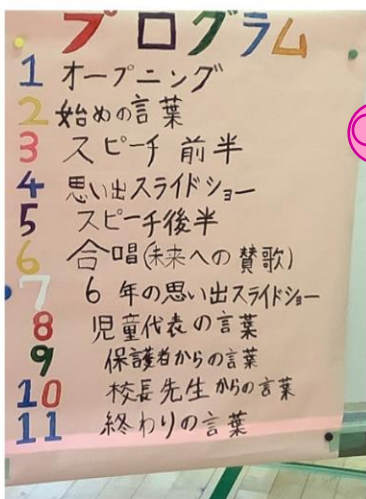 プログラム
1 オープニング
2 始めの言葉
3 スピーチ 前半
4 思い出スライドショー
5 スピーチ後半
6 合唱(未来への賛歌)
7 6年の思い出スライドショー
8 児童代表の言葉
9 保護者からの言葉
10 校長先生からの言葉
11 終わりの言葉